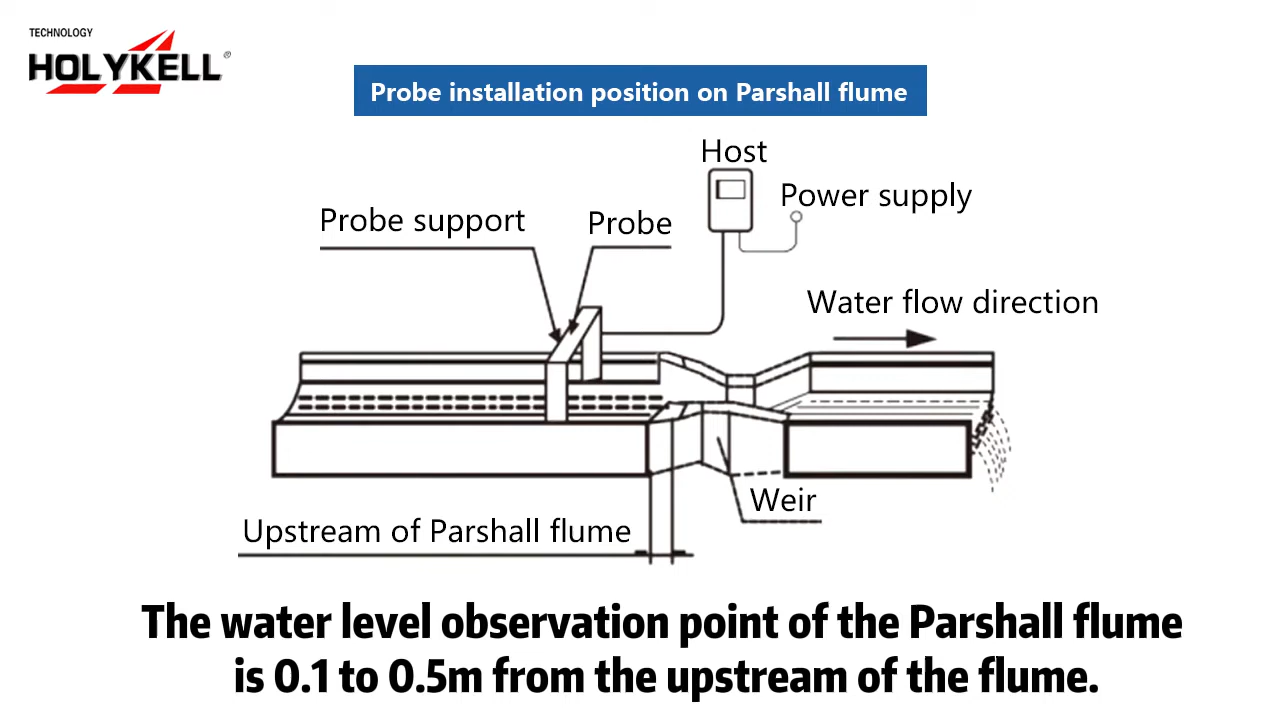 TECHNOLOGY
HOLYKELL®
Probe installation position on Parshall flume
Host
Power supply
Probe support
Probe
Water flow direction
Weir
Upstream of Parshall flume
The water level observation point of the Parshall flume
is 0.1 to 0.5m from the upstream of the flume.